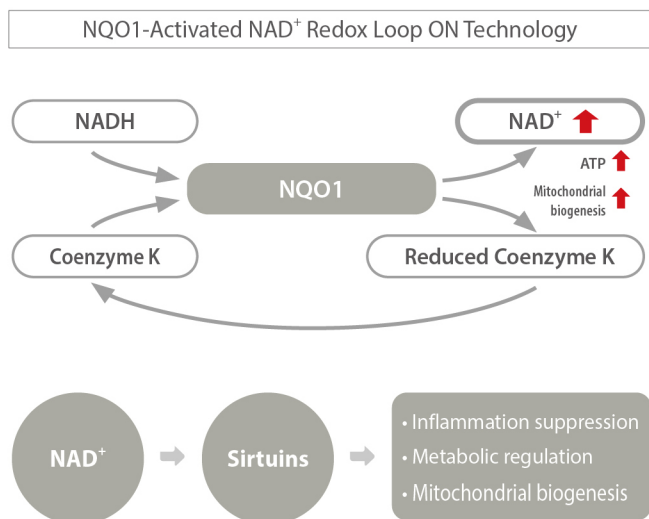 NQO1-Activated NAD⁺ Redox Loop ON Technology
NADH
NAD⁺
NQO1
ATP
Mitochondrial
biogenesis
Coenzyme K
Reduced Coenzyme K
NAD⁺
Sirtuins
• Inflammation suppression
• Metabolic regulation
• Mitochondrial biogenesis